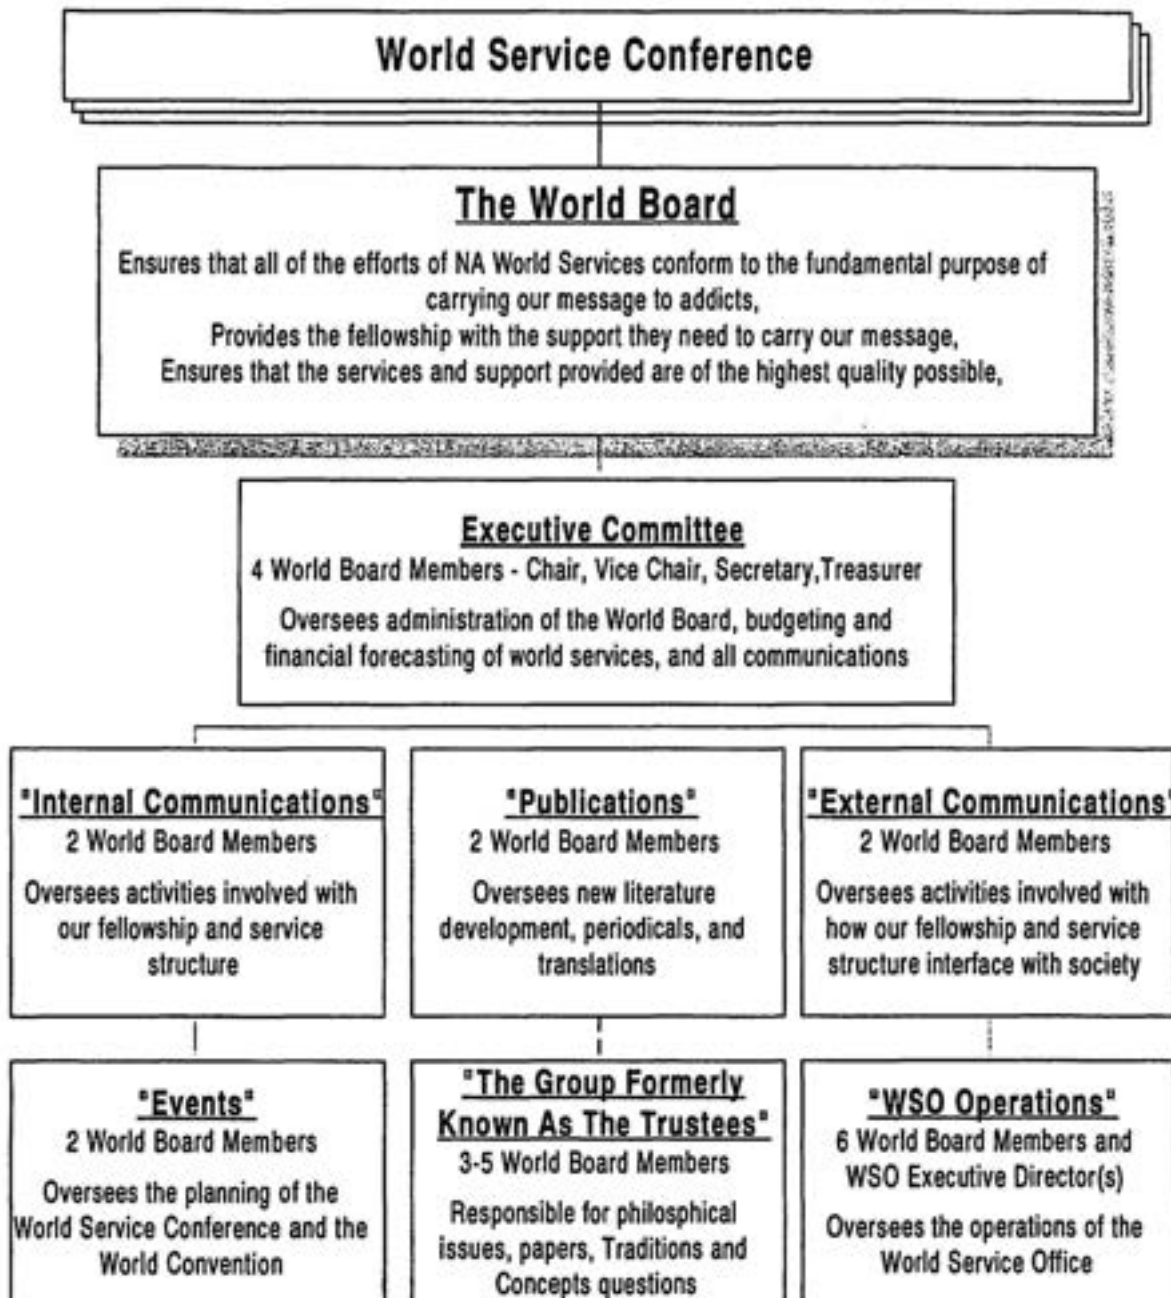 World Service Conference
The World Board
Ensures that all of the efforts of NA World Services conform to the fundamental purpose of
carrying our message to addicts,
Provides the fellowship with the support they need to carry our message,
Ensures that the services and support provided are of the highest quality possible,
Executive Committee
4 World Board Members - Chair, Vice Chair, Secretary,Treasurer
Oversees administration of the World Board, budgeting and
financial forecasting of world services, and all communications
"Internal Communications"
2 World Board Members
Oversees activities involved with
our fellowship and service
structure
"Publications"
2 World Board Members
Oversees new literature
development, periodicals, and
translations
"External Communications"
2 World Board Members
Oversees activities involved with
how our fellowship and service
structure interface with society
"Events"
2 World Board Members
Oversees the planning of the
World Service Conference and the
World Convention
"The Group Formerly
Known As The Trustees"
3-5 World Board Members
Responsible for philosphical
issues, papers, Traditions and
Concepts questions
"WSO Operations"
6 World Board Members and
WSO Executive Director(s)
Oversees the operations of the
World Service Office